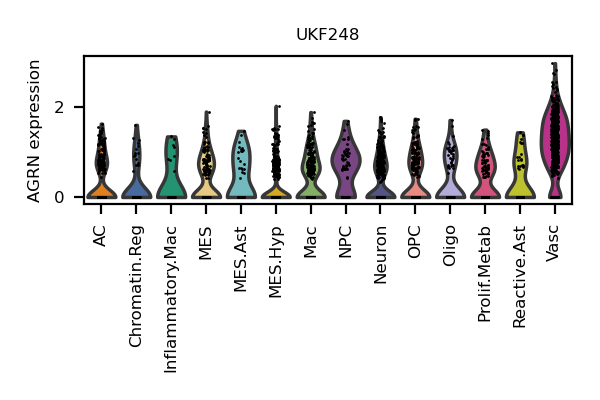 UKF248
AGRN expression
2
0
AC
Chromatin.Reg
Inflammatory.Mac
MES
MES.Ast
MES.Hyp
Mac
NPC
Neuron
OPC
Oligo
Prolif.Metab
Reactive.Ast
Vasc